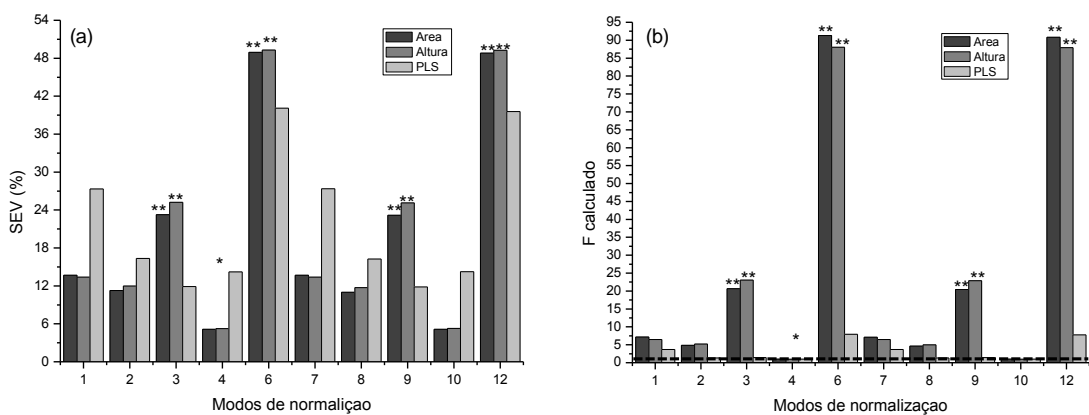 (a)
Area
Altura
PLS
SEV (%)
54
48
42
36
30
24
18
12
6
0
** ** ** ** * ** ** ** **
1 2 3 4 6 7 8 9 10 12
Modos de normaliçao
(b)
Area
Altura
PLS
F calculado
95
90
85
80
75
70
65
60
55
50
45
40
35
30
25
20
15
10
5
0
** ** ** ** * ** ** ** **
1 2 3 4 6 7 8 9 10 12
Modos de normalizaçao